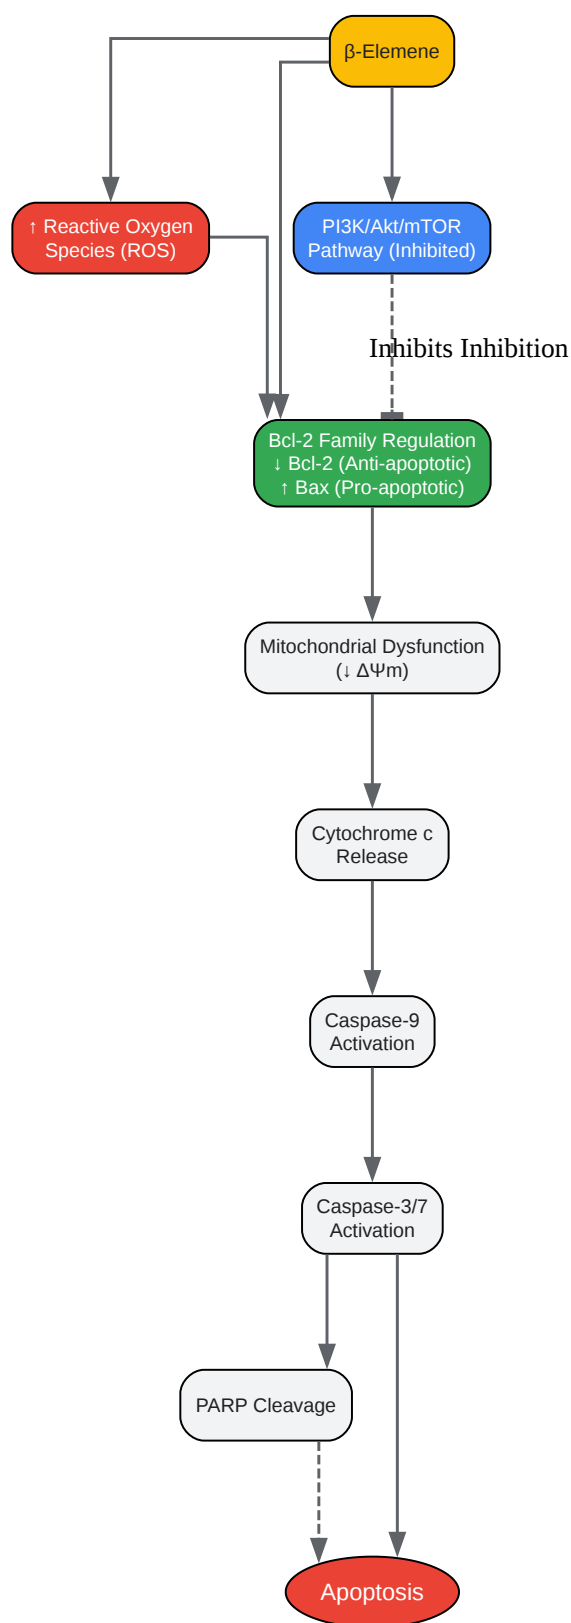 β-Elemene
↑ Reactive Oxygen
Species (ROS)
PI3K/Akt/mTOR
Pathway (Inhibited)
Inhibits Inhibition
Bcl-2 Family Regulation
↓ Bcl-2 (Anti-apoptotic)
↑ Bax (Pro-apoptotic)
Mitochondrial Dysfunction
(↓ ΔΨm)
Cytochrome c
Release
Caspase-9
Activation
Caspase-3/7
Activation
PARP Cleavage
Apoptosis